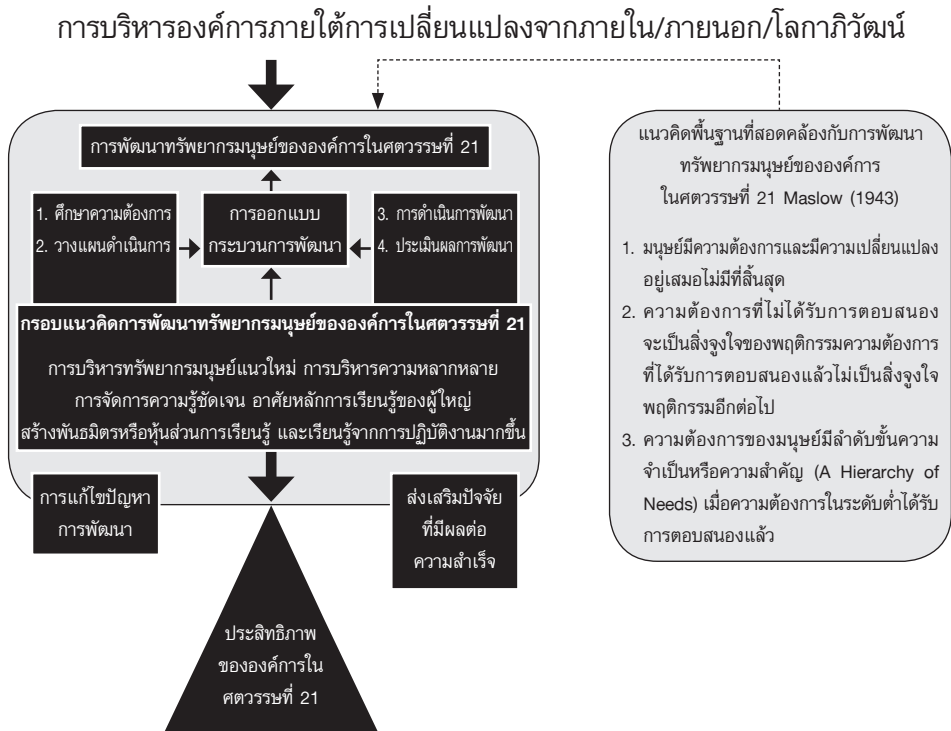 การบริหารองค์การภายใต้การเปลี่ยนแปลงจากภายใน/ภายนอก/โลกาภิวัฒน์
การพัฒนาทรัพยากรมนุษย์ขององค์การในศตวรรษที่ 21
1. ศึกษาความต้องการ
2. วางแผนดำเนินการ
การออกแบบ
กระบวนการพัฒนา
3. การดำเนินการพัฒนา
4. ประเมินผลการพัฒนา
กรอบแนวคิดการพัฒนาทรัพยากรมนุษย์ขององค์การในศตวรรษที่ 21
การบริหารทรัพยากรมนุษย์แนวใหม่ การบริหารความหลากหลาย
การจัดการความรู้ชัดเจน อาศัยหลักการเรียนรู้ของผู้ใหญ่
สร้างพันธมิตรหรือหุ้นส่วนการเรียนรู้ และเรียนรู้จากการปฏิบัติงานมากขึ้น
การแก้ไขปัญหา
การพัฒนา
ส่งเสริมปัจจัย
ที่มีผลต่อ
ความสำเร็จ
ประสิทธิภาพ
ขององค์การใน
ศตวรรษที่ 21
แนวคิดพื้นฐานที่สอดคล้องกับการพัฒนา
ทรัพยากรมนุษย์ขององค์การ
ในศตวรรษที่ 21 Maslow (1943)
1. มนุษย์มีความต้องการและมีความเปลี่ยนแปลง
อยู่เสมอไม่มีที่สิ้นสุด
2. ความต้องการที่ไม่ได้รับการตอบสนอง
จะเป็นสิ่งจูงใจของพฤติกรรมความต้องการ
ที่ได้รับการตอบสนองแล้วไม่เป็นสิ่งจูงใจ
พฤติกรรมอีกต่อไป
3. ความต้องการของมนุษย์มีลำดับขั้นความ
จำเป็นหรือความสำคัญ (A Hierarchy of
Needs) เมื่อความต้องการในระดับต่ำได้รับ
การตอบสนองแล้ว